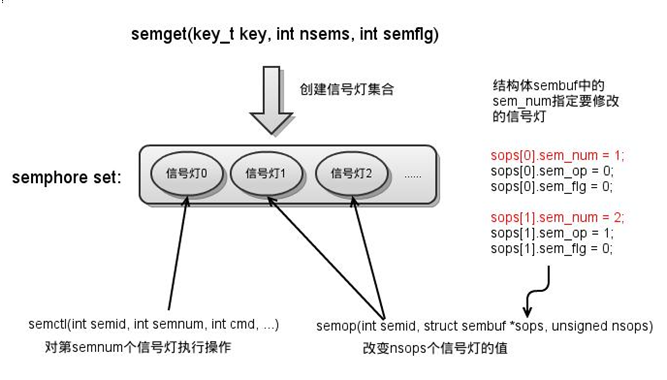 semget(key_t key, int nsems, int semflg)
创建信号灯集合
结构体sembuf中的
sem_num指定要修改
的信号灯
semphore set:
信号灯0
信号灯1
信号灯2
......
sops[0].sem_num = 1;
sops[0].sem_op = 0;
sops[0].sem_flg = 0;
sops[1].sem_num = 2;
sops[1].sem_op = 1;
sops[1].sem_flg = 0;
semctl(int semid, int semnum, int cmd, ...)
对第semnum个信号灯执行操作
semop(int semid, struct sembuf *sops, unsigned nsops)
改变nsops个信号灯的值